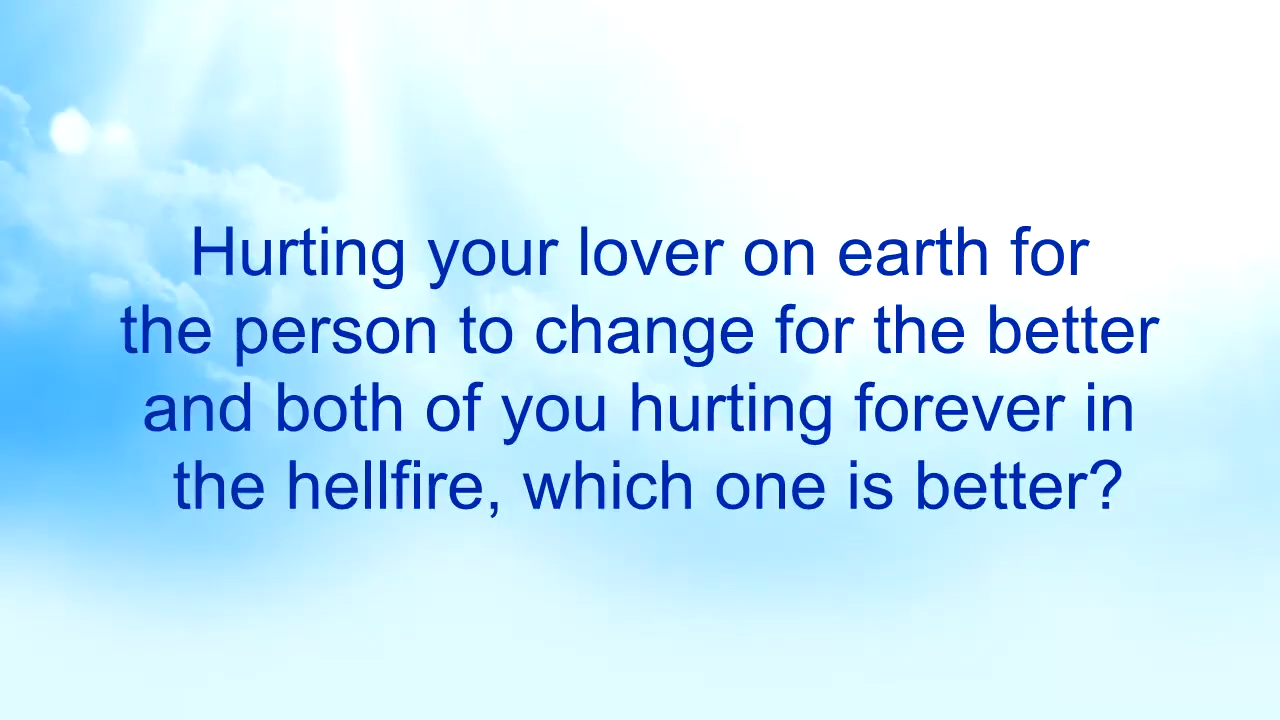 Hurting your lover on earth for
the person to change for the better
and both of you hurting forever in
the hellfire, which one is better?